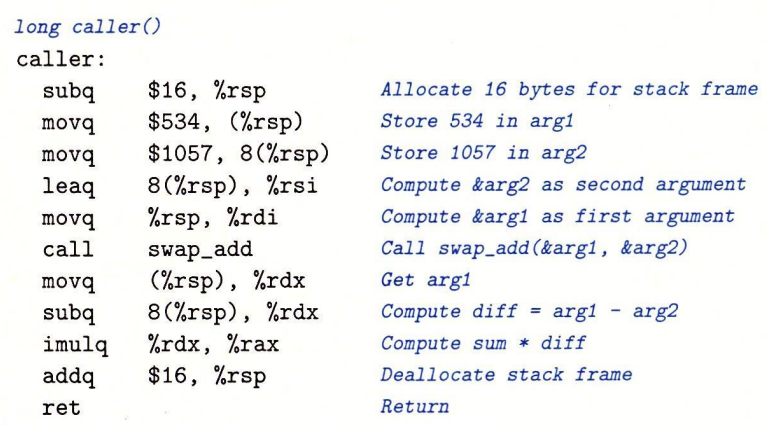 long caller()
caller:
subq $16, %rsp Allocate 16 bytes for stack frame
movq $534, (%rsp) Store 534 in arg1
movq $1057, 8(%rsp) Store 1057 in arg2
leaq 8(%rsp), %rsi Compute &arg2 as second argument
movq %rsp, %rdi Compute &arg1 as first argument
call swap_add Call swap_add(&arg1, &arg2)
movq (%rsp), %rdx Get arg1
subq 8(%rsp), %rdx Compute diff = arg1 - arg2
imulq %rdx, %rax Compute sum * diff
addq $16, %rsp Deallocate stack frame
ret Return